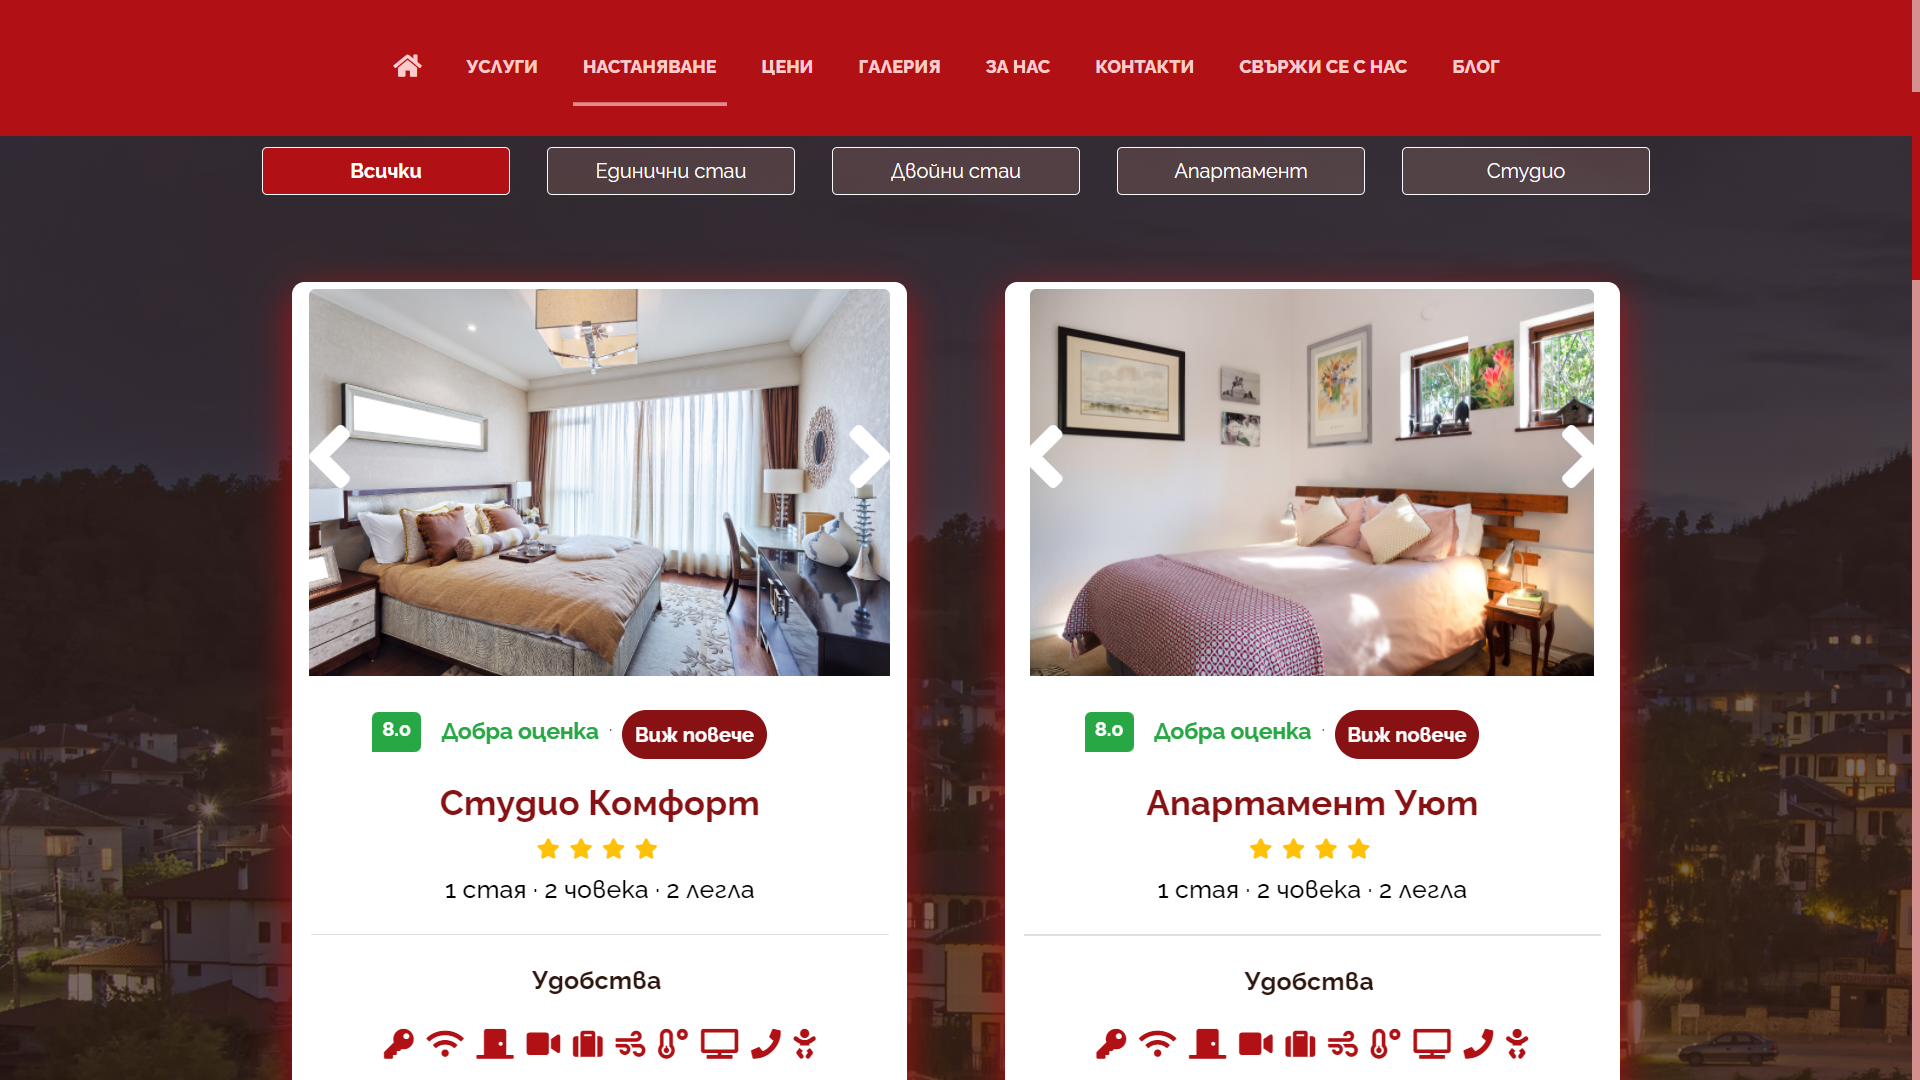 УСЛУГИ НАСТАНЯВАНЕ ЦЕНИ ГАЛЕРИЯ ЗА НАС КОНТАКТИ СВЪРЖИ СЕ С НАС БЛОГ
Всички Единични стаи Двойни стаи Апартамент Студио
8.0 Добра оценка · Виж повече
Студио Комфорт
1 стая · 2 човека · 2 легла
Удобства
8.0 Добра оценка · Виж повече
Апартамент Уют
1 стая · 2 човека · 2 легла
Удобства